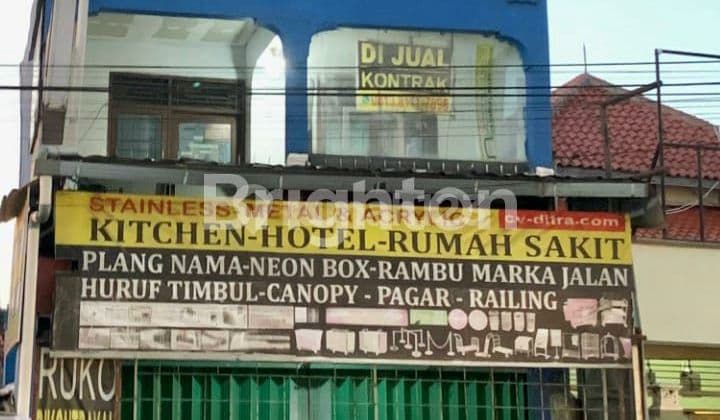 DI JUAL
KONTRAK
Brighton
STAINLESS-METAL & ACRYLIC
cv-ditra.com
KITCHEN-HOTEL-RUMAH SAKIT
PLANG NAMA-NEON BOX-RAMBU MARKA JALAN
HURUF TIMBUL-CANOPY - PAGAR - RAILING
RUKO